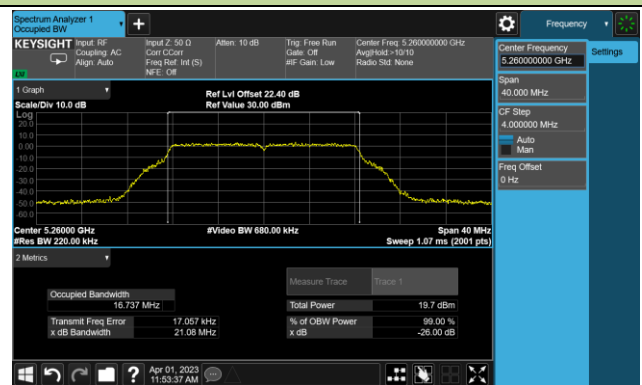 Spectrum Analyzer 1
Occupied BW
+
Frequency
KEYSIGHT
Input: RF
Coupling: AC
Align: Auto
Input Z: 50 Ω
Corr CCorr
Freq Ref: Int (S)
NFE: Off
Atten: 10 dB
Trig: Free Run
Gate: Off
#IF Gain: Low
Center Freq: 5.260000000 GHz
Avg|Hold:>10/10
Radio Std: None
Center Frequency
5.260000000 GHz
Settings
Span
40.000 MHz
CF Step
4.000000 MHz
Auto
Man
Freq Offset
0 Hz
1 Graph
Scale/Div 10.0 dB
Ref Lvl Offset 22.40 dB
Ref Value 30.00 dBm
Log
20.0
10.0
0.00
-10.0
-20.0
-30.0
-40.0
-50.0
-60.0
Center 5.26000 GHz
#Video BW 680.00 kHz
Span 40 MHz
#Res BW 220.00 kHz
Sweep 1.07 ms (2001 pts)
2 Metrics
Measure Trace
Trace 1
Occupied Bandwidth
16.737 MHz
Total Power
19.7 dBm
Transmit Freq Error
17.057 kHz
% of OBW Power
99.00 %
x dB Bandwidth
21.08 MHz
x dB
-26.00 dB
?
Apr 01, 2023
11:53:37 AM